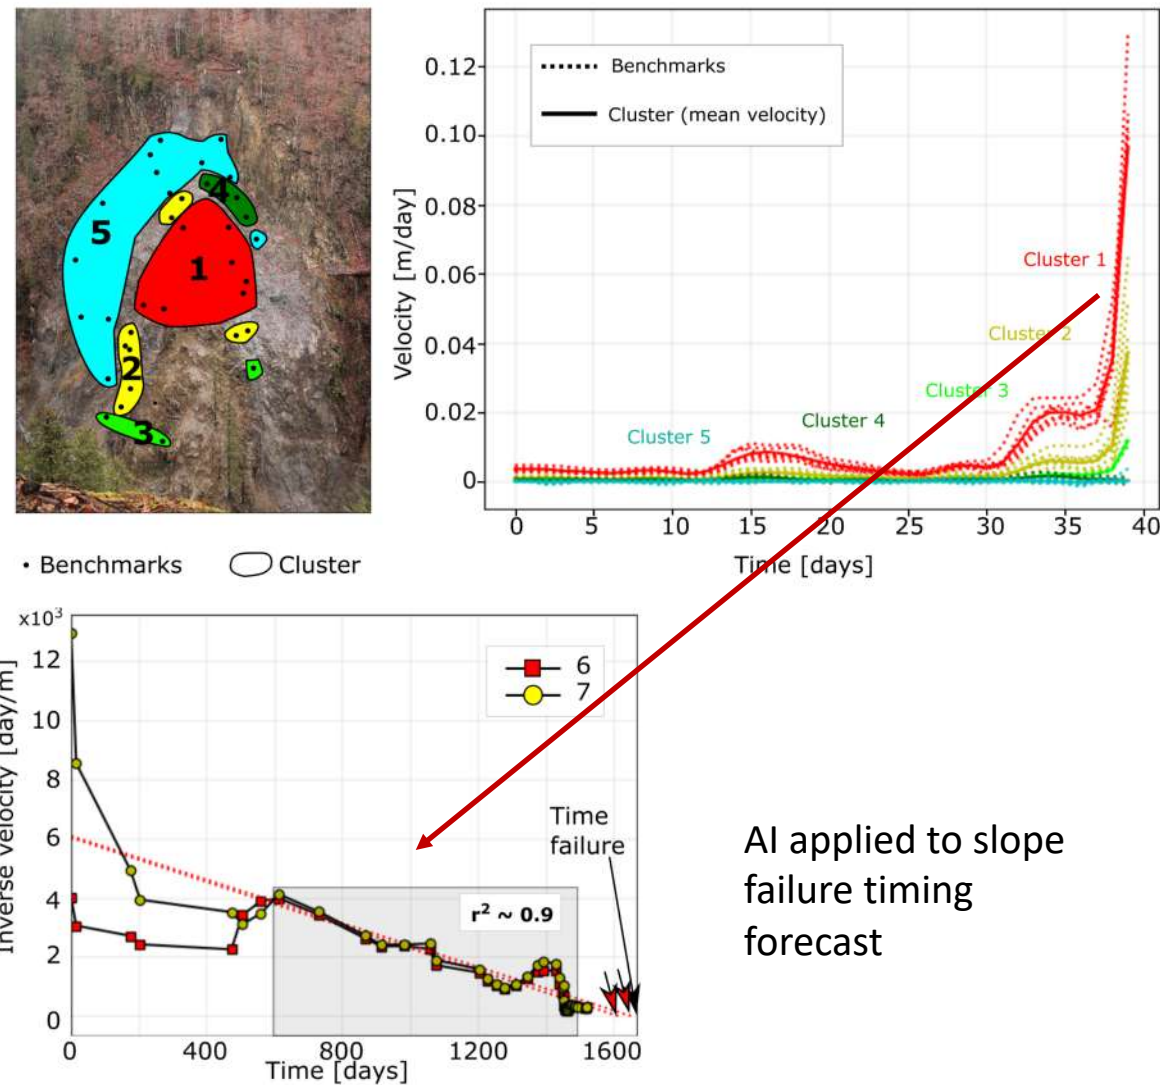 5
4
1
2
3
• Benchmarks
Cluster
Velocity [m/day]
0.12
0.10
0.08
0.06
0.04
0.02
0
Benchmarks
Cluster (mean velocity)
Cluster 1
Cluster 2
Cluster 3
Cluster 4
Cluster 5
0 5 10 15 20 25 30 35 40
Time [days]
x10³
Inverse velocity [day/m]
12
10
8
6
4
2
0
6
7
Time
failure
r² ~ 0.9
0 400 800 1200 1600
Time [days]
AI applied to slope
failure timing
forecast